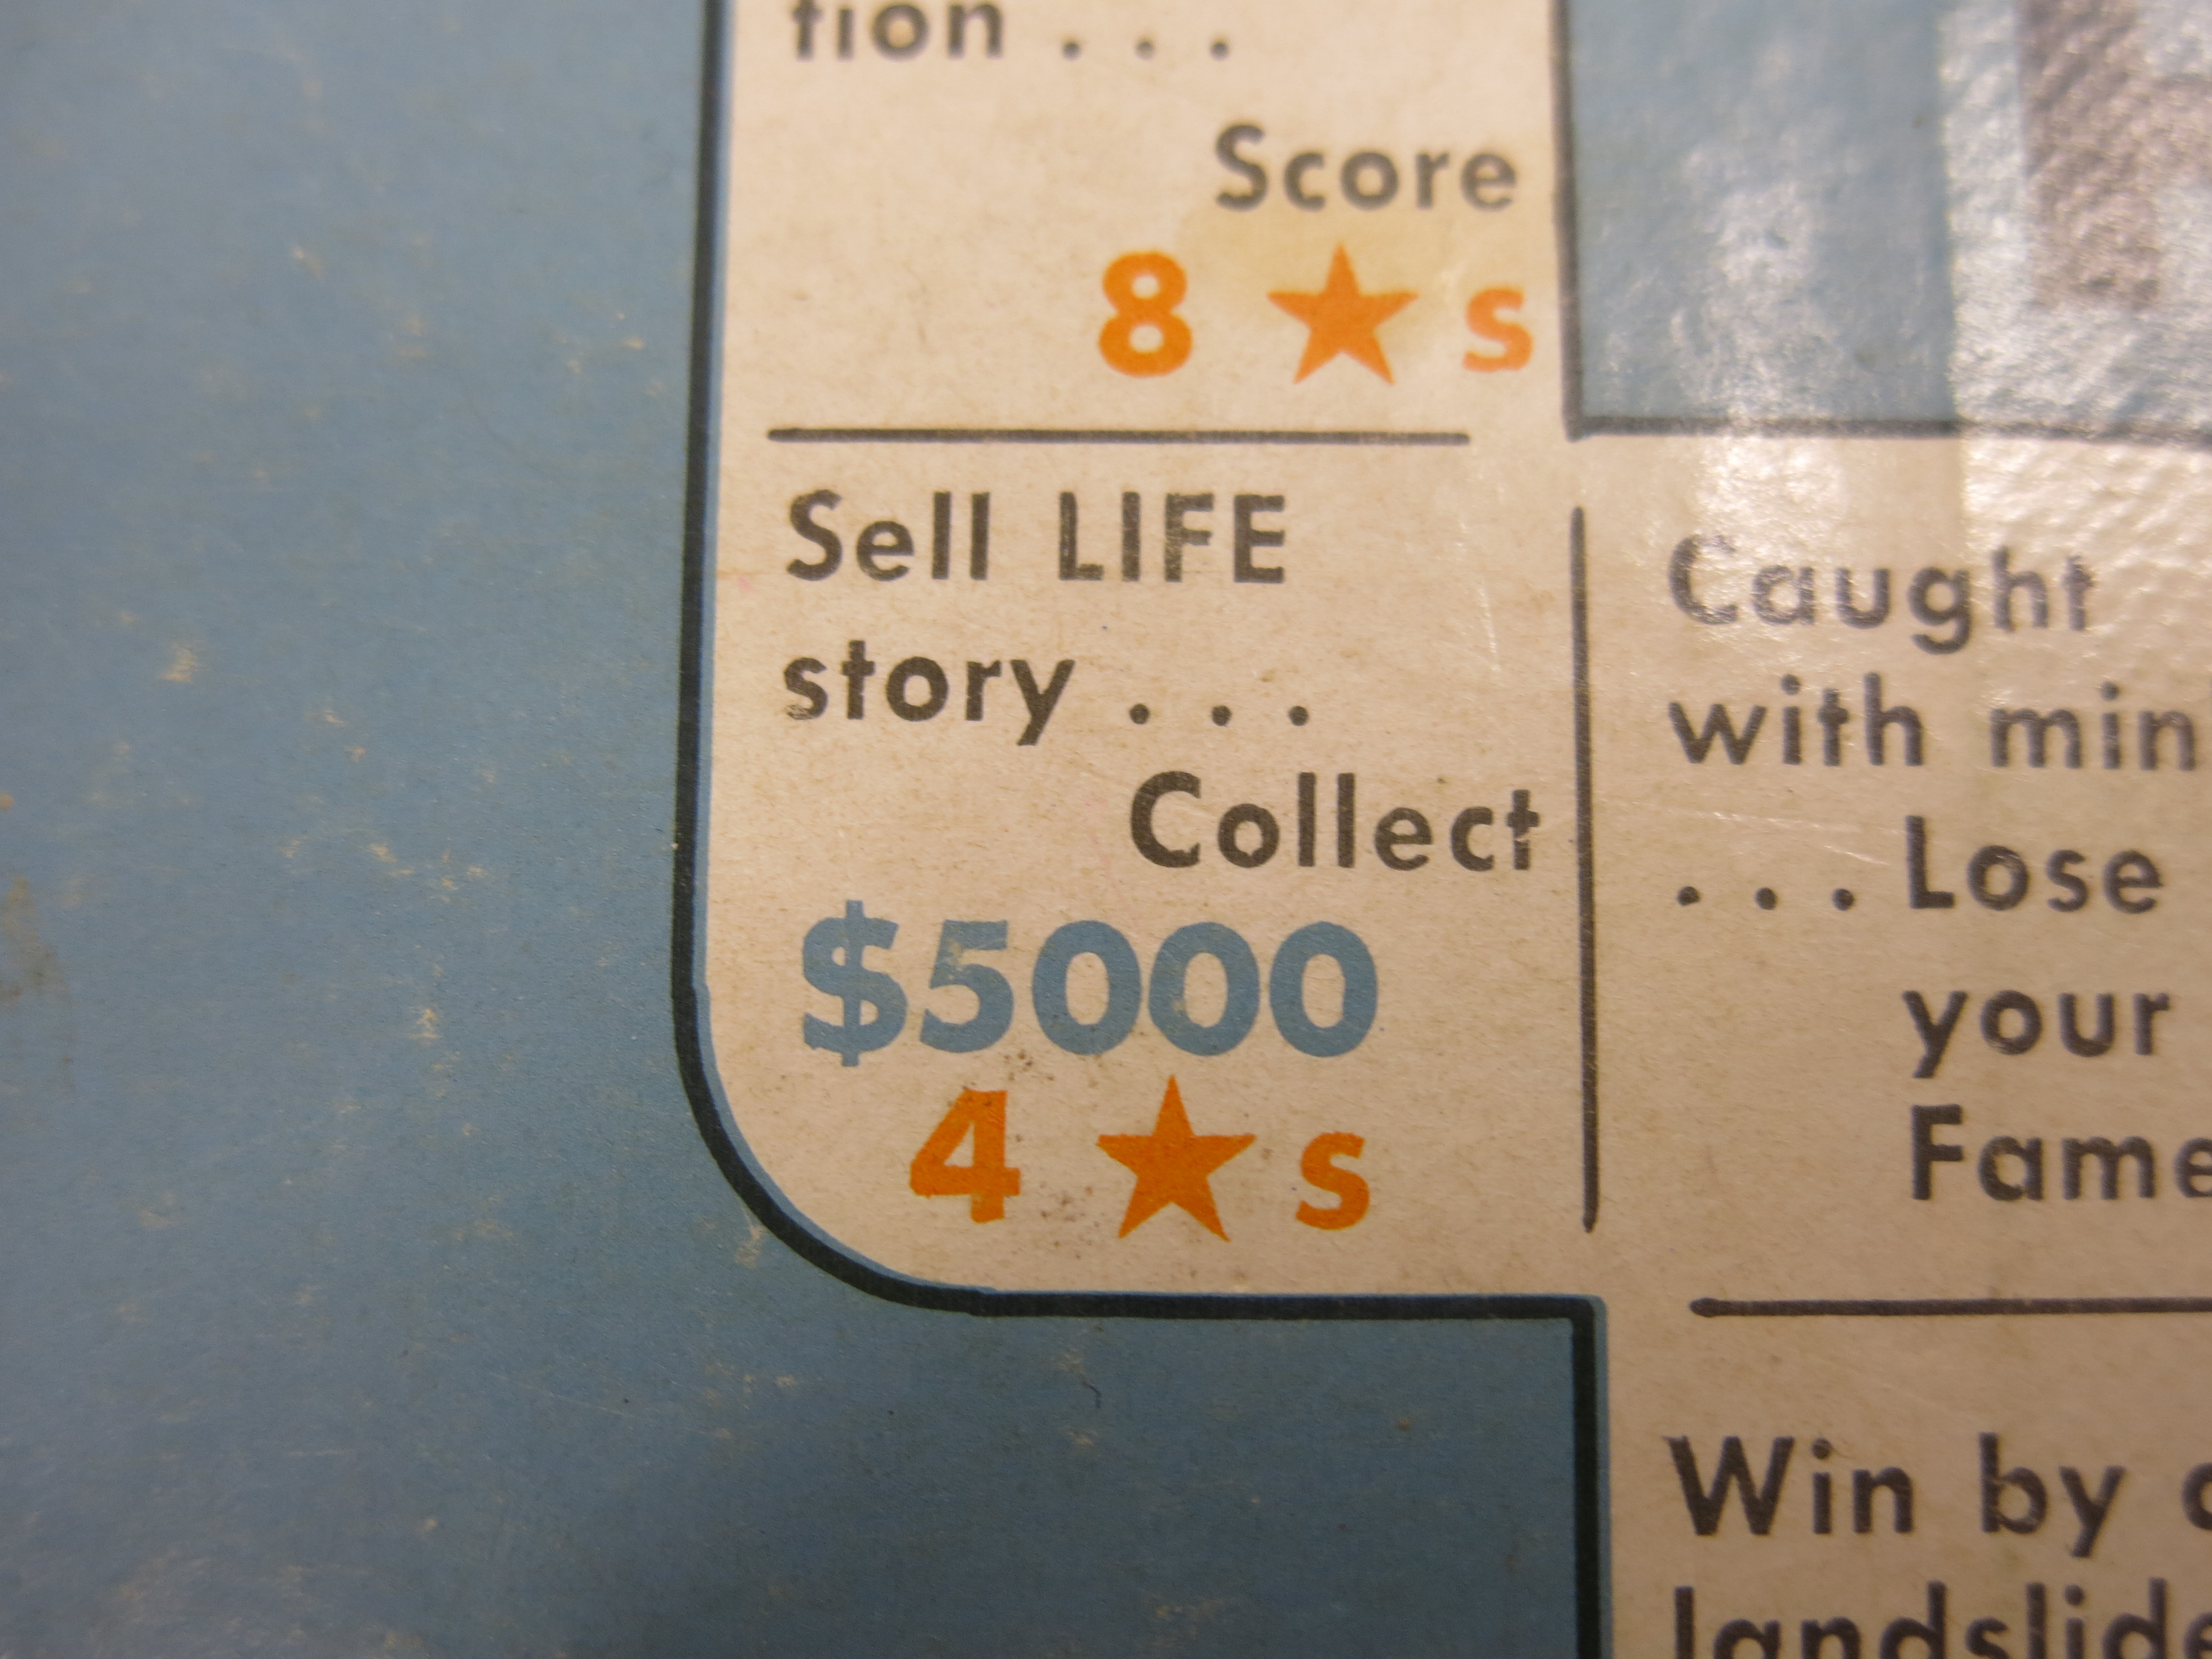 tion . . .
Score
8 ★ s
Sell LIFE
story . . .
Collect
$5000
4 ★ s
Caught
with min
. . . Lose
your
Fame
Win by
landslide